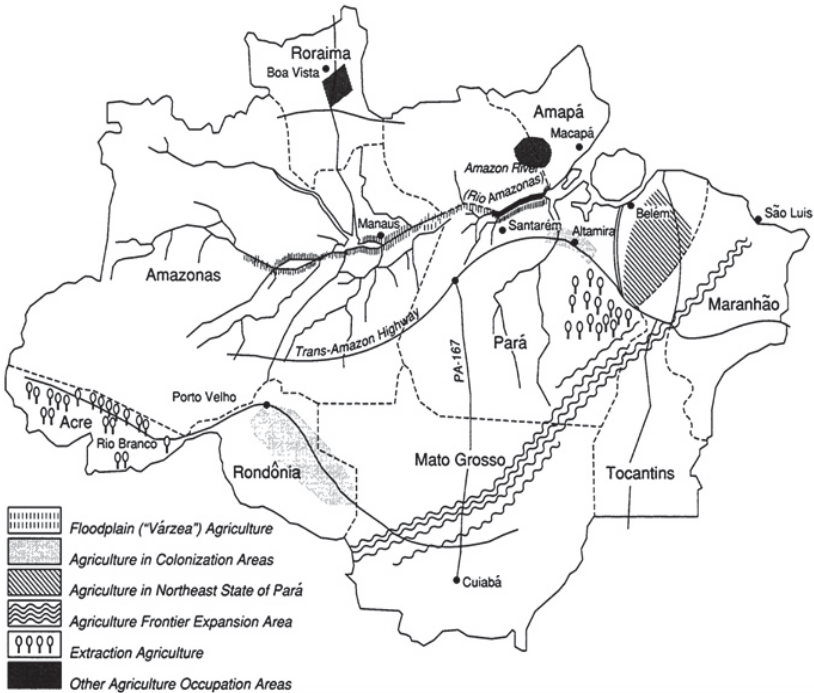 Roraima
Boa Vista
Amapá
Macapá
Amazon River
(Rio Amazonas)
Manaus
Santarém
Altamira
Belém
São Luis
Amazonas
Maranhão
Trans-Amazon Highway
Pará
PA-167
Porto Velho
Acre
Rio Branco
Rondônia
Mato Grosso
Tocantins
Cuiabá
Floodplain ("Várzea") Agriculture
Agriculture in Colonization Areas
Agriculture in Northeast State of Pará
Agriculture Frontier Expansion Area
Extraction Agriculture
Other Agriculture Occupation Areas